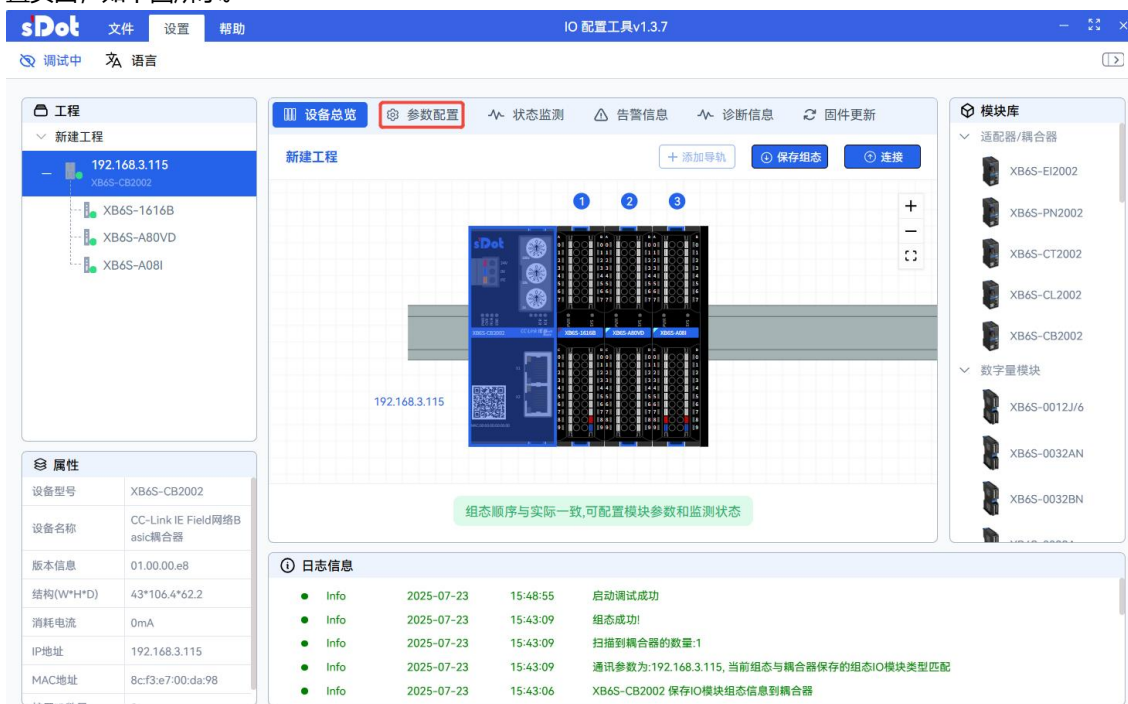 sDot 文件 设置 帮助 IO 配置工具v1.3.7
调试中 语言
工程
新建工程
192.168.3.115
XB6S-CB2002
XB6S-1616B
XB6S-A80VD
XB6S-A08I
属性
设备型号 XB6S-CB2002
设备名称 CC-Link IE Field网络B
asic耦合器
版本信息 01.00.00.e8
结构(W*H*D) 43*106.4*62.2
消耗电流 0mA
IP地址 192.168.3.115
MAC地址 8c:f3:e7:00:da:98
设备总览 参数配置 状态监测 告警信息 诊断信息 固件更新
新建工程 + 添加导轨 保存组态 连接
1 2 3
sDot
XB6S-CB2002
XB6S-1616B XB6S-A80VD XB6S-A08I
192.168.3.115
组态顺序与实际一致,可配置模块参数和监测状态
日志信息
Info 2025-07-23 15:48:55 启动调试成功
Info 2025-07-23 15:43:09 组态成功!
Info 2025-07-23 15:43:09 扫描到耦合器的数量:1
Info 2025-07-23 15:43:09 通讯参数为:192.168.3.115, 当前组态与耦合器保存的组态IO模块类型匹配
Info 2025-07-23 15:43:06 XB6S-CB2002 保存IO模块组态信息到耦合器
模块库
适配器/耦合器
XB6S-EI2002
XB6S-PN2002
XB6S-CT2002
XB6S-CL2002
XB6S-CB2002
数字量模块
XB6S-0012J/6
XB6S-0032AN
XB6S-0032BN